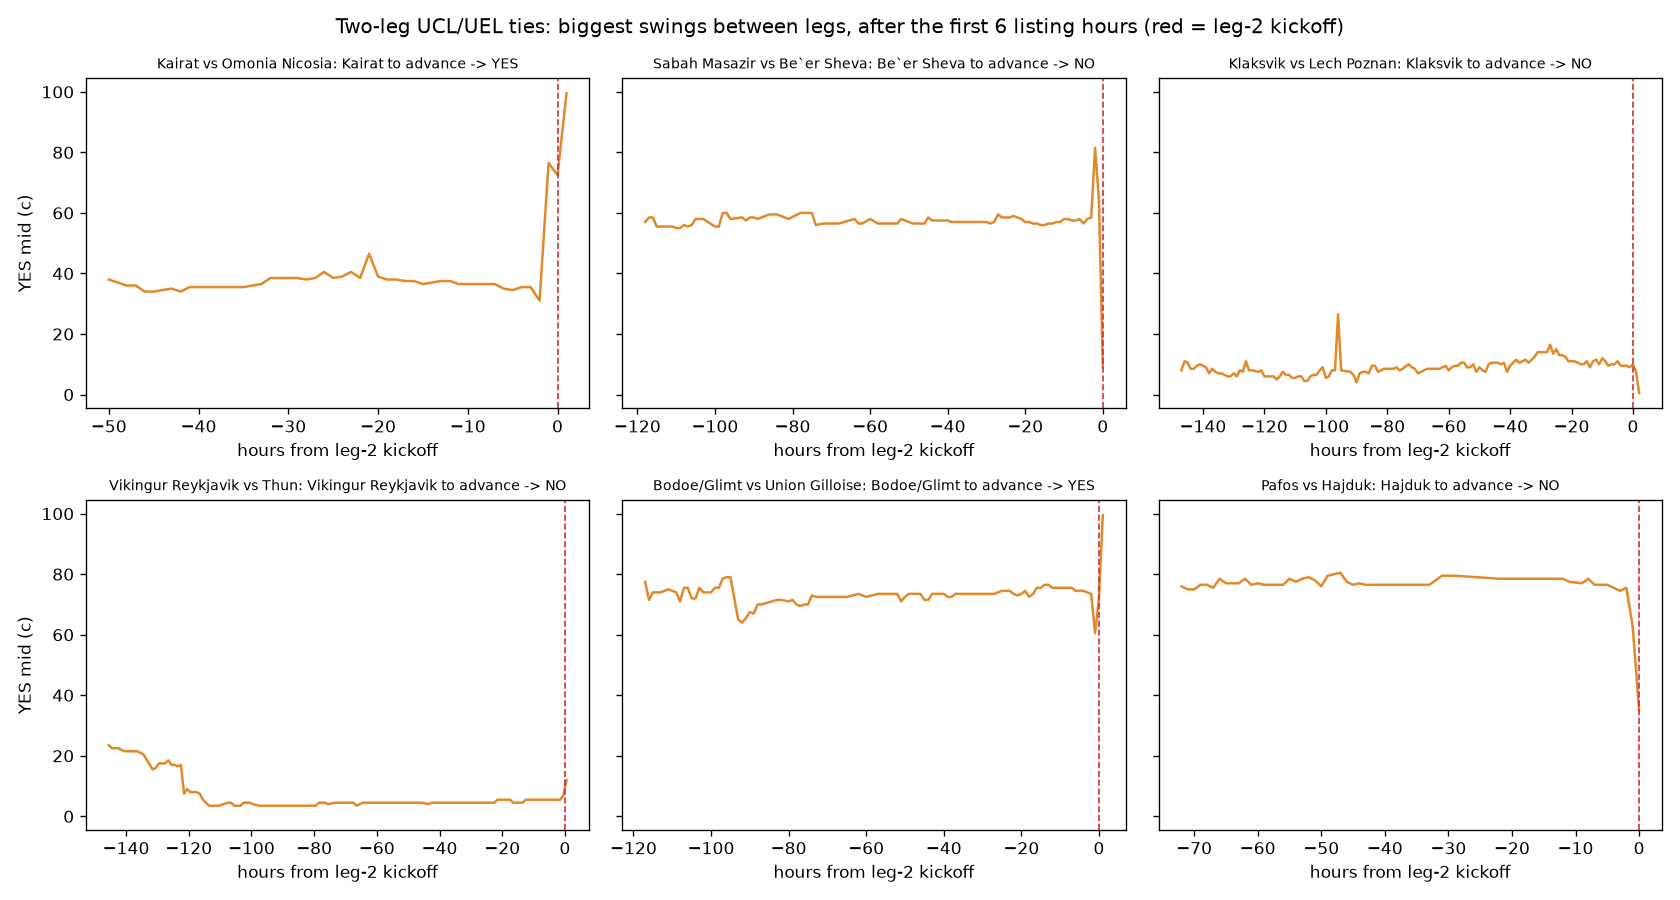 Two-leg UCL/UEL ties: biggest swings between legs, after the first 6 listing hours (red = leg-2 kickoff)
Kairat vs Omonia Nicosia: Kairat to advance -> YES
Sabah Masazir vs Be`er Sheva: Be`er Sheva to advance -> NO
Klaksvik vs Lech Poznan: Klaksvik to advance -> NO
YES mid (c)
100
80
60
40
20
0
−50 −40 −30 −20 −10 0
−120 −100 −80 −60 −40 −20 0
−140 −120 −100 −80 −60 −40 −20 0
hours from leg-2 kickoff
hours from leg-2 kickoff
hours from leg-2 kickoff
Vikingur Reykjavik vs Thun: Vikingur Reykjavik to advance -> NO
Bodoe/Glimt vs Union Gilloise: Bodoe/Glimt to advance -> YES
Pafos vs Hajduk: Hajduk to advance -> NO
YES mid (c)
100
80
60
40
20
0
−140 −120 −100 −80 −60 −40 −20 0
−120 −100 −80 −60 −40 −20 0
−70 −60 −50 −40 −30 −20 −10 0
hours from leg-2 kickoff
hours from leg-2 kickoff
hours from leg-2 kickoff